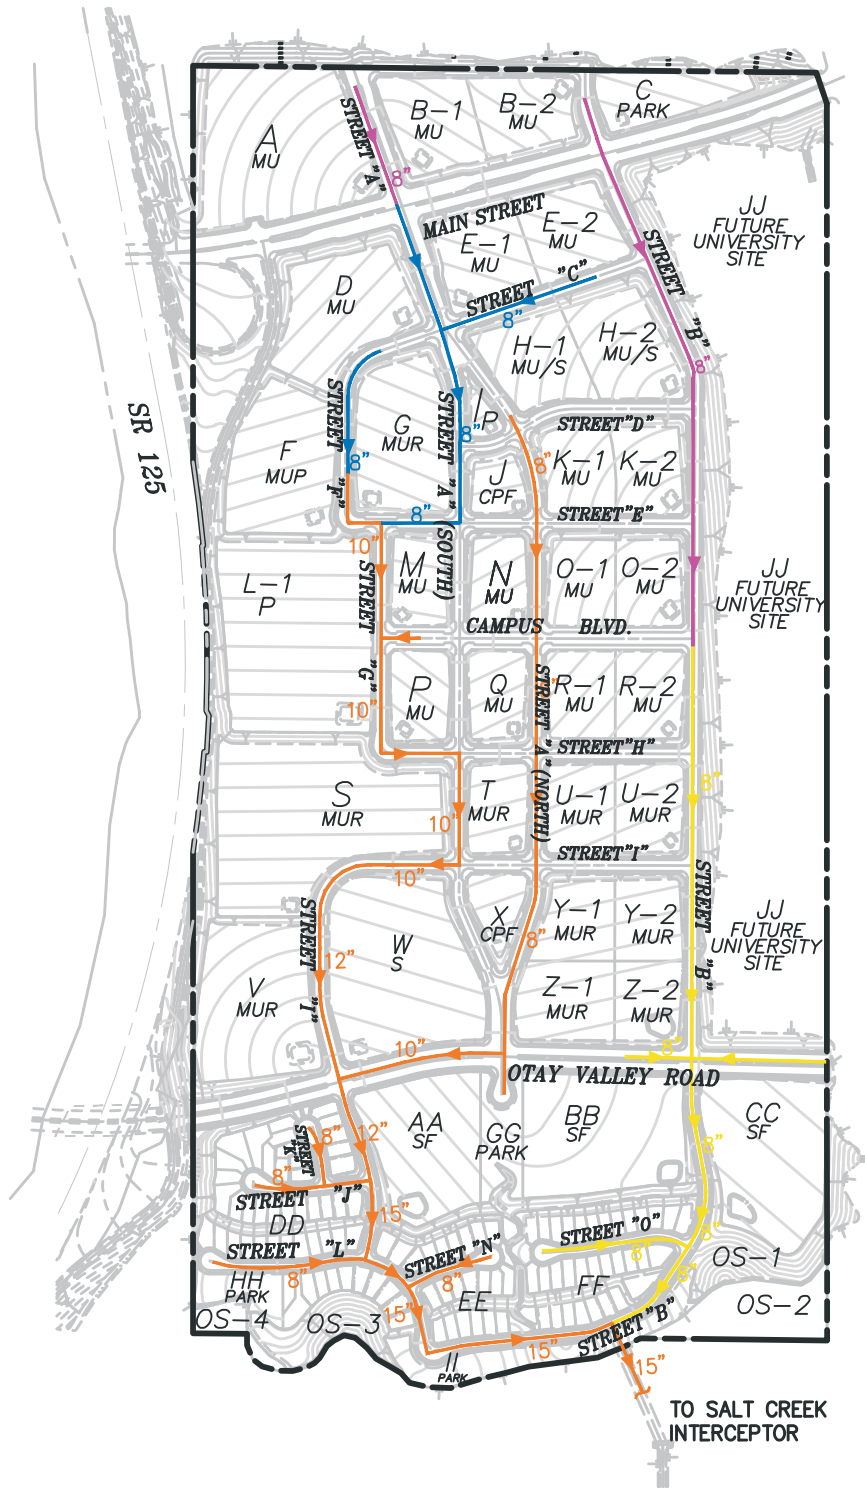 C
PARK
B-1
MU
B-2
MU
A
MU
STREET "A"
8"
MAIN STREET
E-1
MU
E-2
MU
JJ
FUTURE
UNIVERSITY
SITE
STREET "B"
8"
D
MU
STREET "C"
8"
H-1
MU/S
H-2
MU/S
SR 125
STREET "F"
8"
G
MUR
STREET "A" (SOUTH)
8"
I
P
STREET"D"
8"
F
MUP
J
CPF
K-1
MU
K-2
MU
8"
STREET"E"
10"
L-1
P
STREET "G"
M
MU
N
MU
O-1
MU
O-2
MU
JJ
FUTURE
UNIVERSITY
SITE
CAMPUS BLVD.
10"
P
MU
Q
MU
STREET "A" (NORTH)
R-1
MU
R-2
MU
STREET"H"
S
MUR
T
MUR
U-1
MUR
U-2
MUR
8"
10"
STREET"I"
10"
STREET "I"
12"
W
S
X
CPF
8"
Y-1
MUR
Y-2
MUR
STREET "B"
JJ
FUTURE
UNIVERSITY
SITE
V
MUR
Z-1
MUR
Z-2
MUR
10"
8"
OTAY VALLEY ROAD
AA
SF
GG
PARK
BB
SF
CC
SF
STREET "K"
8"
12"
8"
8"
STREET "J"
15"
DD
STREET "L"
8"
STREET "N"
8"
STREET "O"
8"
8"
8"
OS-1
HH
PARK
OS-4
OS-3
15"
EE
FF
OS-2
STREET "B"
II
PARK
15"
15"
TO SALT CREEK
INTERCEPTOR